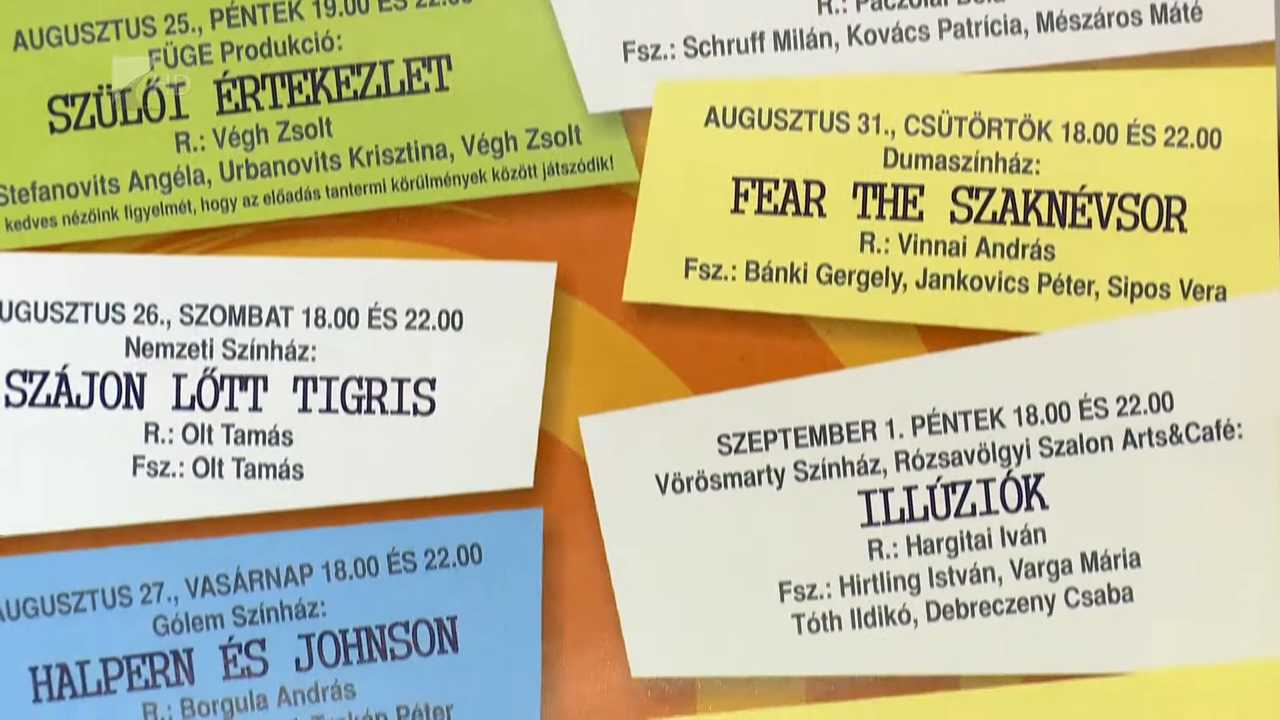 AUGUSZTUS 25., PÉNTEK 19.00 ÉS 22.00
FÜGE Produkció:
SZÜLŐI ÉRTEKEZLET
R.: Végh Zsolt
Stefanovits Angéla, Urbanovits Krisztina, Végh Zsolt
kedves nézőink figyelmét, hogy az előadás tantermi körülmények között játszódik!
AUGUSZTUS 26., SZOMBAT 18.00 ÉS 22.00
Nemzeti Színház:
SZÁJON LŐTT TIGRIS
R.: Olt Tamás
Fsz.: Olt Tamás
AUGUSZTUS 27., VASÁRNAP 18.00 ÉS 22.00
Gólem Színház:
HALPERN ÉS JOHNSON
R.: Borgula András
Péter
R.: Paczolay Béla
Fsz.: Schruff Milán, Kovács Patrícia, Mészáros Máté
AUGUSZTUS 31., CSÜTÖRTÖK 18.00 ÉS 22.00
Dumaszínház:
FEAR THE SZAKNÉVSOR
R.: Vinnai András
Fsz.: Bánki Gergely, Jankovics Péter, Sipos Vera
SZEPTEMBER 1. PÉNTEK 18.00 ÉS 22.00
Vörösmarty Színház, Rózsavölgyi Szalon Arts&Café:
ILLÚZIÓK
R.: Hargitai Iván
Fsz.: Hirtling István, Varga Mária
Tóth Ildikó, Debreczeny Csaba